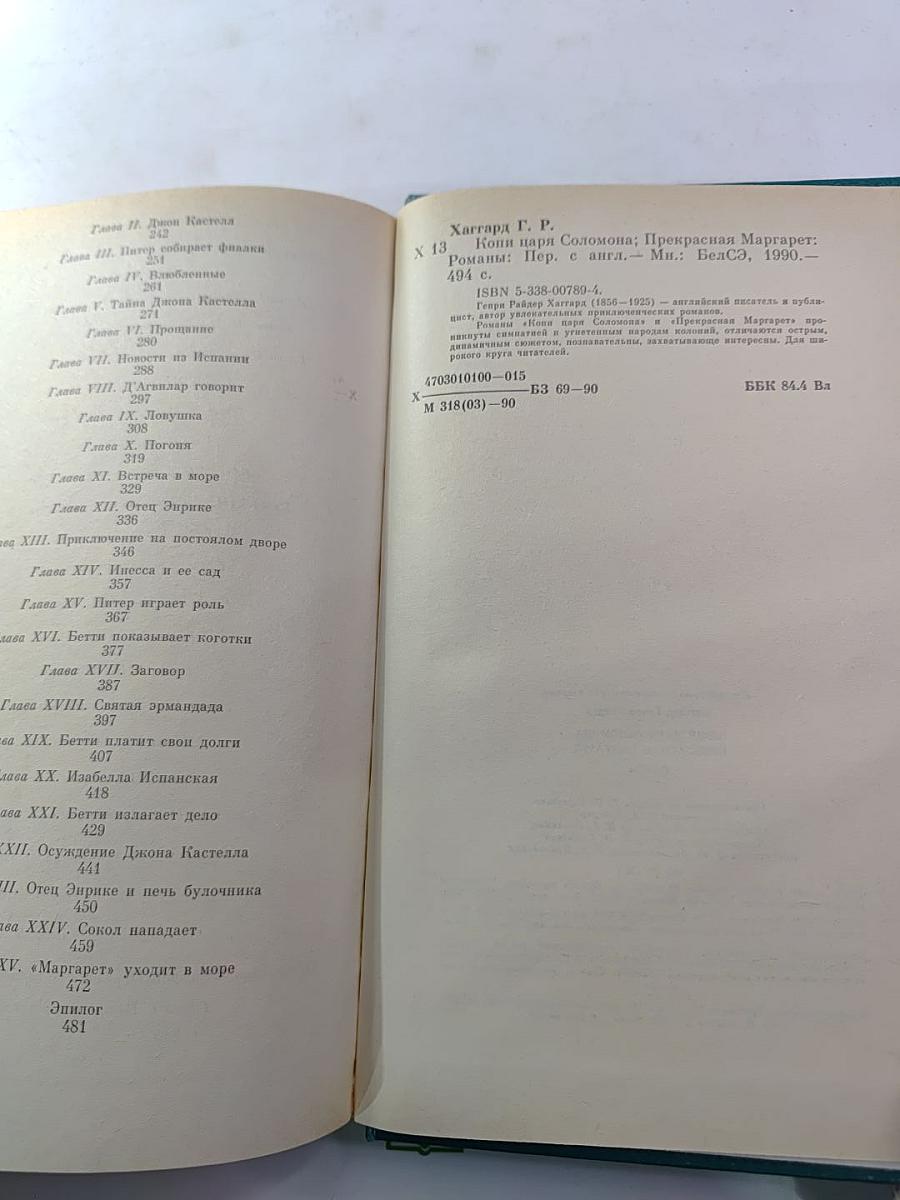 Глава II. Джон Кастелл
242
Глава III. Питер собирает фиалки
251
Глава IV. Влюбленные
261
Глава V. Тайна Джона Кастелла
271
Глава VI. Прощание
280
Глава VII. Новости из Испании
288
Глава VIII. Д'Агвилар говорит
297
Глава IX. Ловушка
308
Глава X. Погоня
319
Глава XI. Встреча в море
329
Глава XII. Отец Энрике
336
ва XIII. Приключение на постоялом дворе
346
Глава XIV. Инесса и ее сад
357
Глава XV. Питер играет роль
367
лава XVI. Бетти показывает коготки
377
Глава XVII. Заговор
387
Глава XVIII. Святая эрмандада
397
ва XIX. Бетти платит свои долги
407
лава XX. Изабелла Испанская
418
ава XXI. Бетти излагает дело
429
XXII. Осуждение Джона Кастелла
441
III. Отец Энрике и печь булочника
450
ава XXIV. Сокол нападает
459
XV. «Маргарет» уходит в море
472
Эпилог
481
Хаггард Г. Р.
Х 13 Копи царя Соломона; Прекрасная Маргарет:
Романы: Пер. с англ.— Мн.: БелСЭ, 1990.—
494 с.
ISBN 5-338-00789-4.
Генри Райдер Хаггард (1856—1925) — английский писатель и публи-
цист, автор увлекательных приключенческих романов.
Романы «Копи царя Соломона» и «Прекрасная Маргарет» про-
никнуты симпатией к угнетенным народам колоний, отличаются острым,
динамичным сюжетом, познавательны, захватывающе интересны. Для ши-
рокого круга читателей.
4703010100—015
Х БЗ 69—90 ББК 84.4 Вл
М 318(03)—90